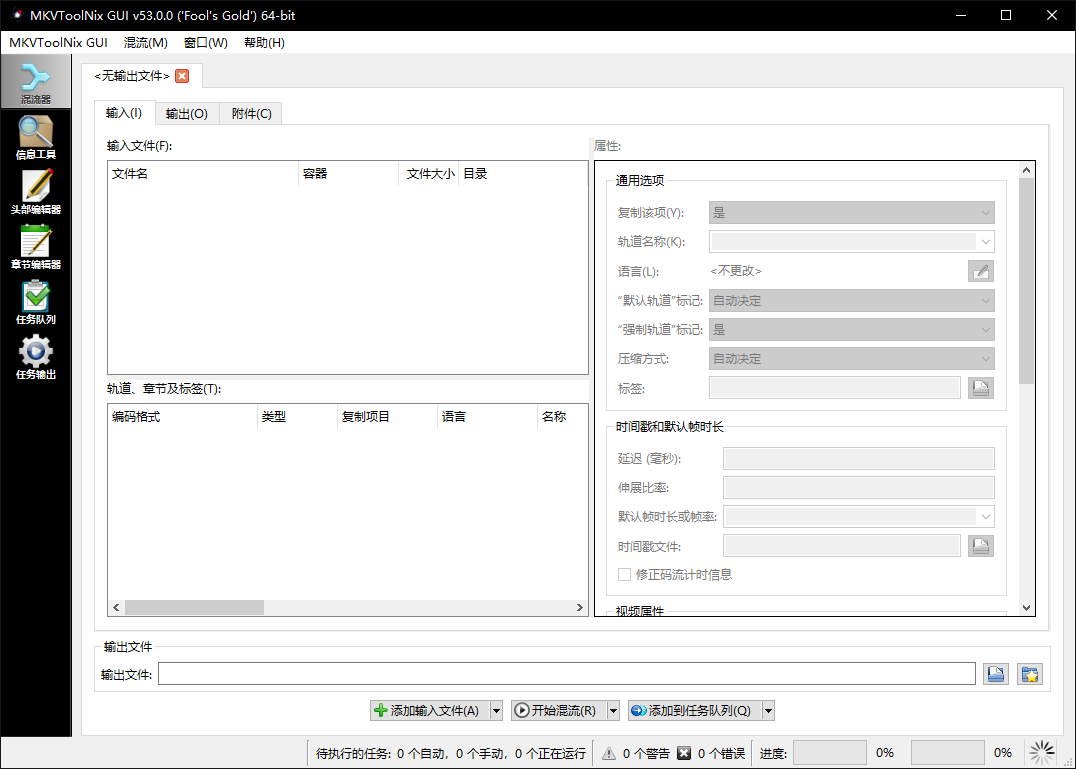 MKVToolNix GUI v53.0.0 ('Fool's Gold') 64-bit
MKVToolNix GUI 混流(M) 窗口(W) 帮助(H)
混流器
信息工具
头部编辑器
章节编辑器
任务队列
任务输出
<无输出文件>
输入(I) 输出(O) 附件(C)
输入文件(F):
文件名 容器 文件大小 目录
轨道、章节及标签(T):
编码格式 类型 复制项目 语言 名称
属性:
通用选项
复制该项(Y): 是
轨道名称(K):
语言(L): <不更改>
“默认轨道”标记: 自动决定
“强制轨道”标记: 是
压缩方式: 自动决定
标签:
时间戳和默认帧时长
延迟 (毫秒):
伸展比率:
默认帧时长或帧率:
时间戳文件:
修正码流计时信息
视频属性
输出文件
输出文件:
添加输入文件(A) 开始混流(R) 添加到任务队列(Q)
待执行的任务: 0 个自动，0 个手动，0 个正在运行 0 个警告 0 个错误 进度: 0% 0%